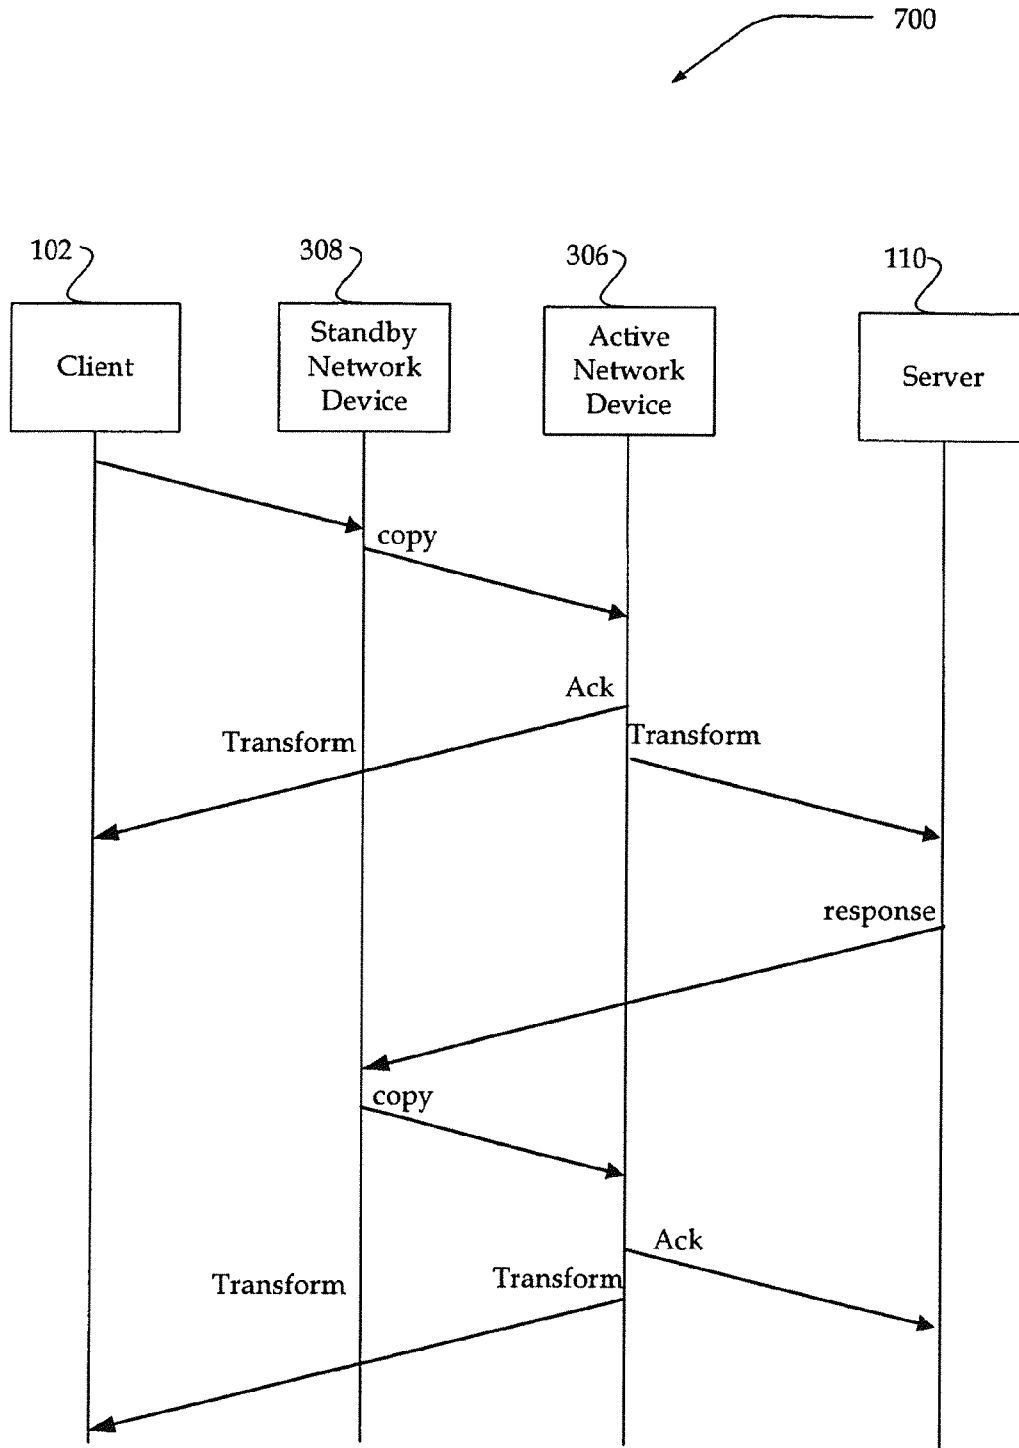 700
102
308
306
110
Client
Standby
Network
Device
Active
Network
Device
Server
copy
Ack
Transform
Transform
response
copy
Ack
Transform
Transform